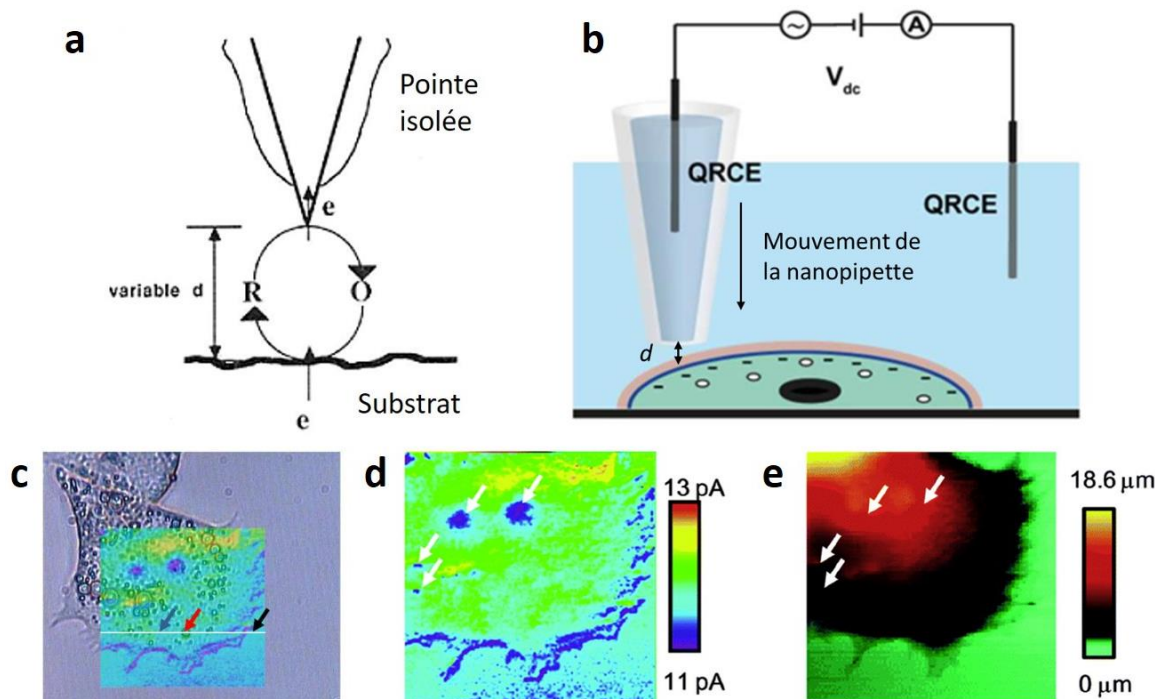 a
Pointe
isolée
e
variable d
R
O
Substrat
e
b
V dc
A
QRCE
QRCE
Mouvement de
la nanopipette
d
c
d
13 pA
11 pA
e
18.6 µm
0 µm